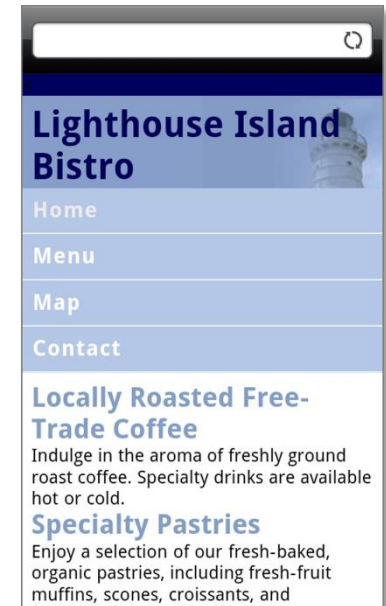 Lighthouse Island
Bistro
Home
Menu
Map
Contact
Locally Roasted Free-
Trade Coffee
Indulge in the aroma of freshly ground
roast coffee. Specialty drinks are available
hot or cold.
Specialty Pastries
Enjoy a selection of our fresh-baked,
organic pastries, including fresh-fruit
muffins, scones, croissants, and